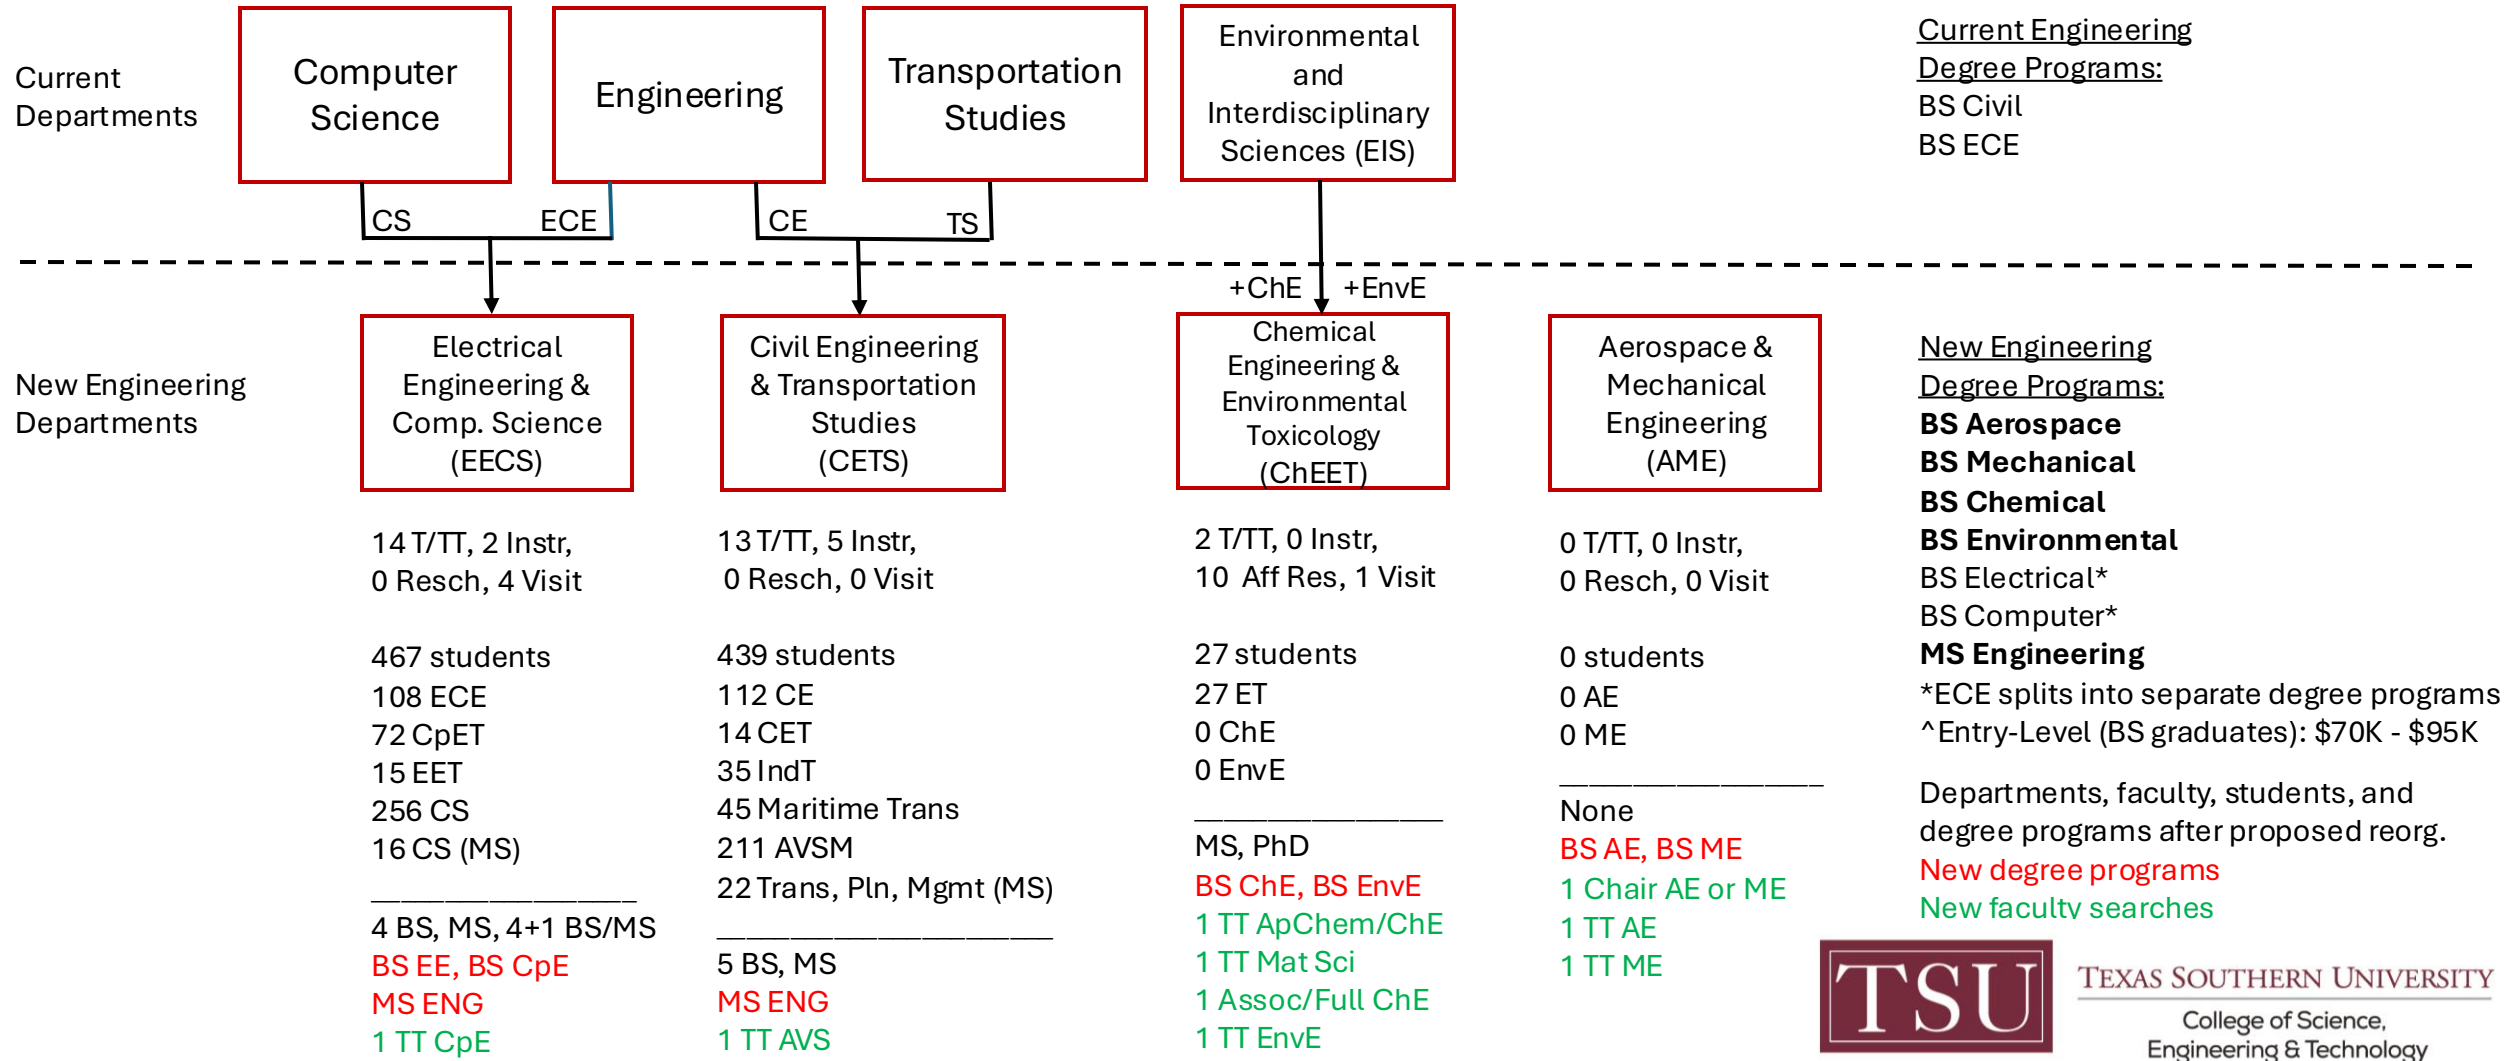 Current
Departments
Computer
Science
Engineering
Transportation
Studies
Environmental
and
Interdisciplinary
Sciences (EIS)
Current Engineering
Degree Programs:
BS Civil
BS ECE
CS
ECE
CE
TS
+ChE
+EnvE
New Engineering
Departments
Electrical
Engineering &
Comp. Science
(EECS)
14 T/TT, 2 Instr,
0 Resch, 4 Visit
467 students
108 ECE
72 CpET
15 EET
256 CS
16 CS (MS)
4 BS, MS, 4+1 BS/MS
BS EE, BS CpE
MS ENG
1 TT CpE
Civil Engineering
& Transportation
Studies
(CETS)
13 T/TT, 5 Instr,
0 Resch, 0 Visit
439 students
112 CE
14 CET
35 IndT
45 Maritime Trans
211 AVSM
22 Trans, Pln, Mgmt (MS)
5 BS, MS
MS ENG
1 TT AVS
Chemical
Engineering &
Environmental
Toxicology
(ChEET)
2 T/TT, 0 Instr,
10 Aff Res, 1 Visit
27 students
27 ET
0 ChE
0 EnvE
MS, PhD
BS ChE, BS EnvE
1 TT ApChem/ChE
1 TT Mat Sci
1 Assoc/Full ChE
1 TT EnvE
Aerospace &
Mechanical
Engineering
(AME)
0 T/TT, 0 Instr,
0 Resch, 0 Visit
0 students
0 AE
0 ME
None
BS AE, BS ME
1 Chair AE or ME
1 TT AE
1 TT ME
New Engineering
Degree Programs:
BS Aerospace
BS Mechanical
BS Chemical
BS Environmental
BS Electrical*
BS Computer*
MS Engineering
*ECE splits into separate degree programs
^Entry-Level (BS graduates): $70K - $95K
Departments, faculty, students, and
degree programs after proposed reorg.
New degree programs
New faculty searches
TSU
TEXAS SOUTHERN UNIVERSITY
College of Science,
Engineering & Technology